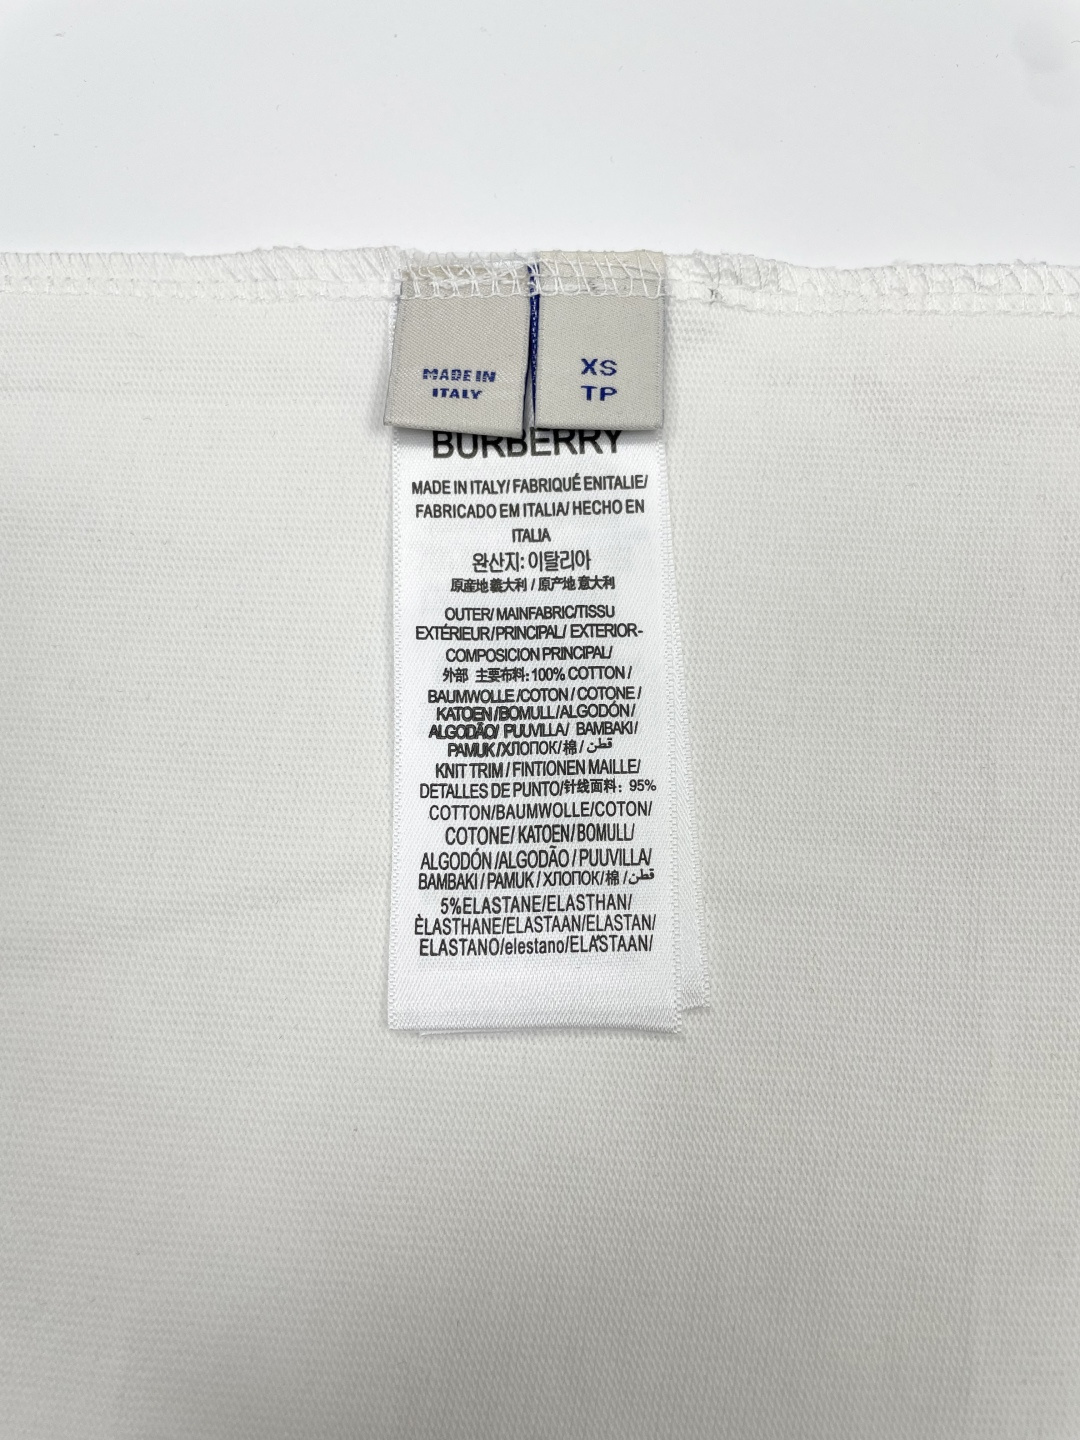 MADE IN
ITALY
XS
TP
BURBERRY
MADE IN ITALY/ FABRIQUÉ ENITALIE/
FABRICADO EM ITALIA/ HECHO EN
ITALIA
완산지: 이탈리아
原産地義大利 / 原产地意大利
OUTER/ MAINFABRIC/TISSU
EXTÉRIEUR/PRINCIPAL/ EXTERIOR-
COMPOSICION PRINCIPAL/
外部 主要布料: 100% COTTON /
BAUMWOLLE /COTON / COTONE /
KATOEN /BOMULL/ALGODÓN /
ALGODÃO/ PUUVILLA/ BAMBAKI/
PAMUK/ХЛОПОК/棉 / قطن
KNIT TRIM / FINTIONEN MAILLE/
DETALLES DE PUNTO/针线面料: 95%
COTTON/BAUMWOLLE/COTON/
COTONE/ KATOEN/ BOMULL/
ALGODÓN /ALGODÃO / PUUVILLA/
BAMBAKI / PAMUK / ХЛОПОК/棉 / قطن
5%ELASTANE/ELASTHAN/
ÈLASTHANE/ELASTAAN/ELASTAN/
ELASTANO/elestano/ELA'STAAN/